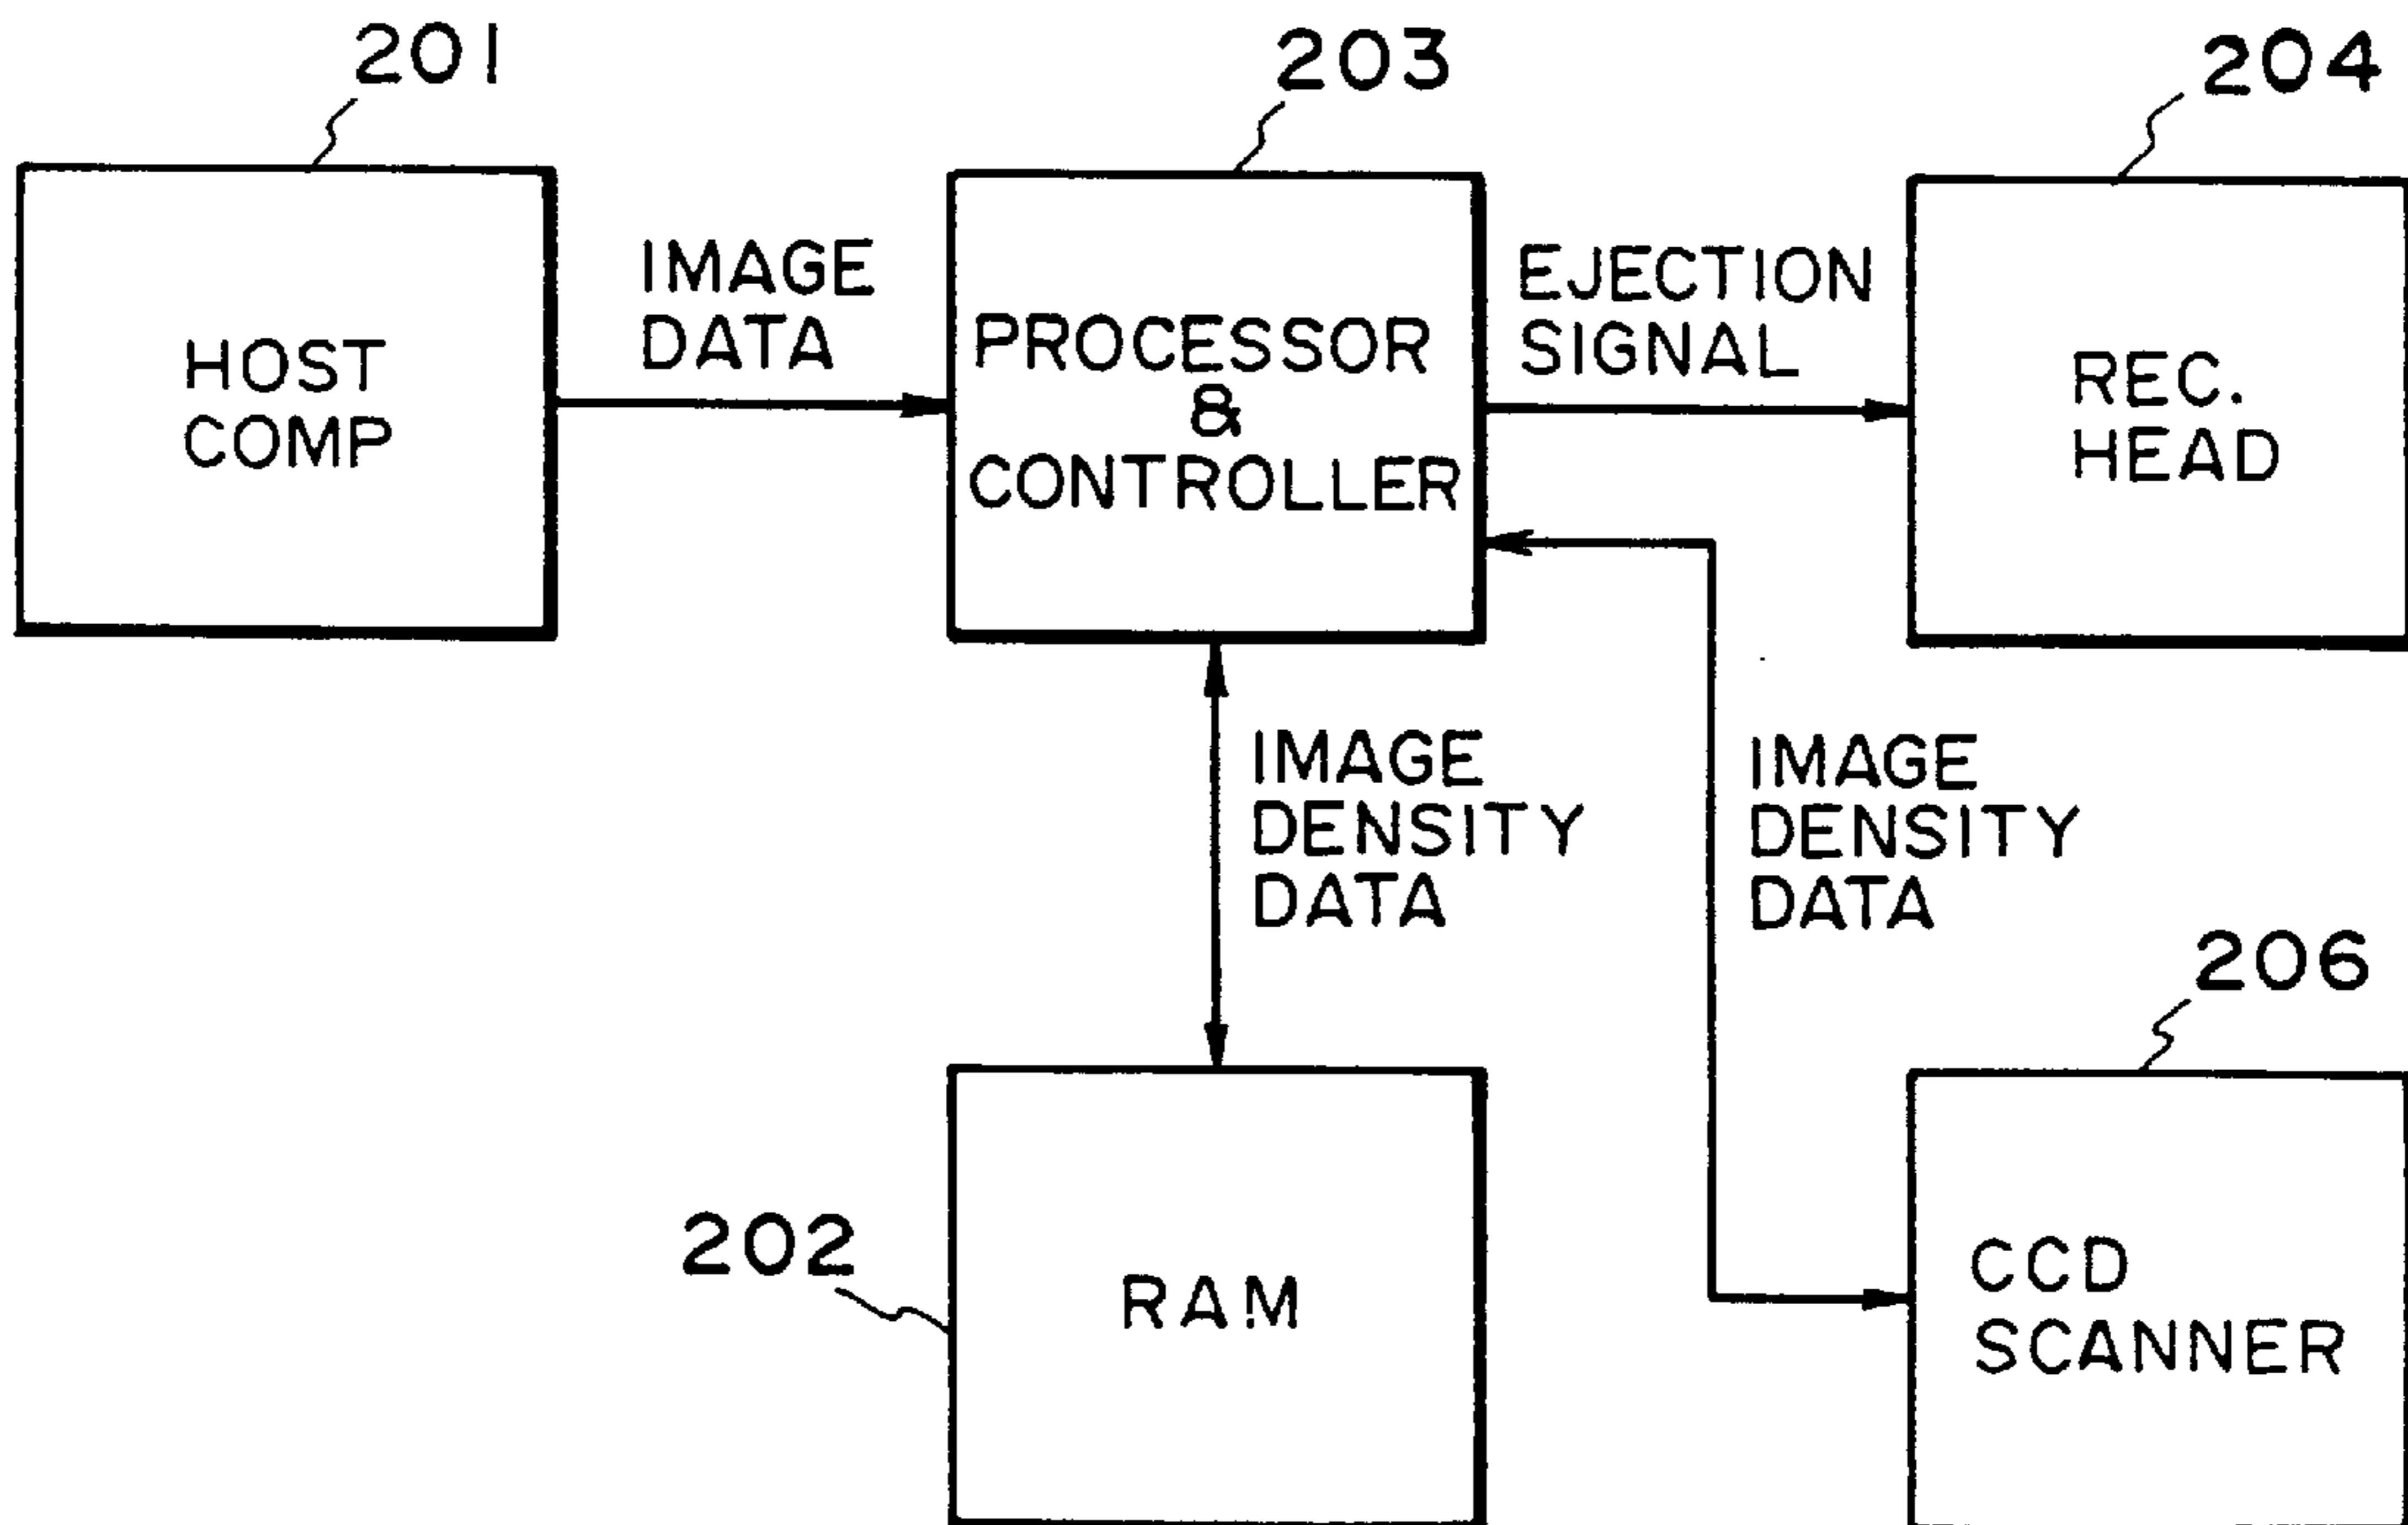 201
203
204
HOST
COMP
IMAGE
DATA
PROCESSOR
&
CONTROLLER
EJECTION
SIGNAL
REC.
HEAD
IMAGE
DENSITY
DATA
IMAGE
DENSITY
DATA
206
202
RAM
CCD
SCANNER